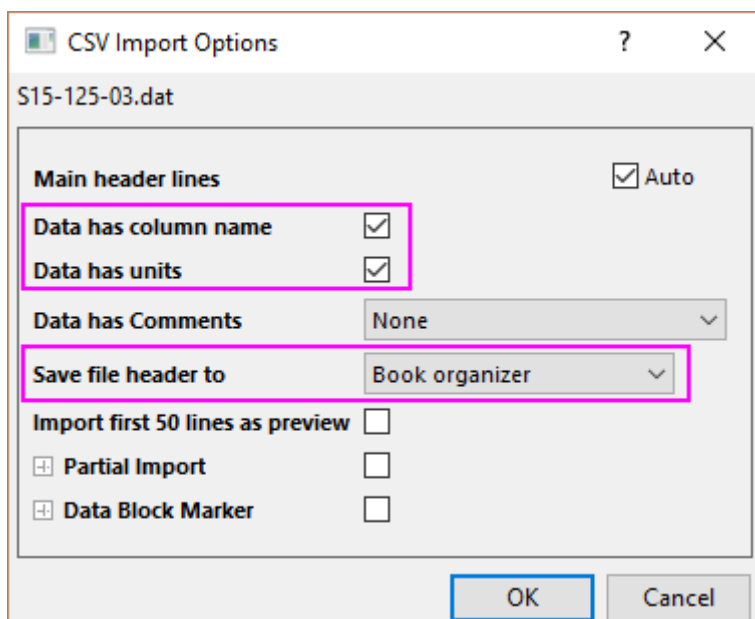 CSV Import Options
S15-125-03.dat
Main header lines Auto
Data has column name
Data has units
Data has Comments None
Save file header to Book organizer
Import first 50 lines as preview
Partial Import
Data Block Marker
OK Cancel